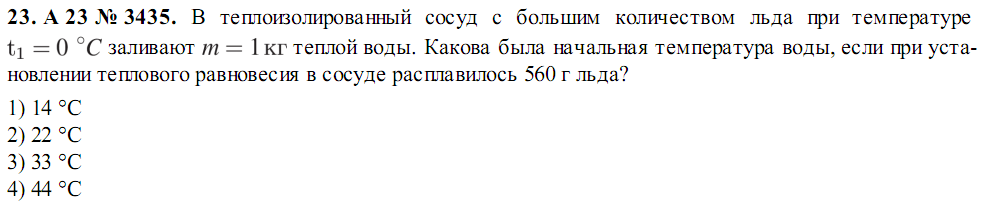 23. А 23 № 3435. В теплоизолированный сосуд с большим количеством льда при температуре
t₁ = 0 °C заливают m = 1 кг теплой воды. Какова была начальная температура воды, если при уста-
новлении теплового равновесия в сосуде расплавилось 560 г льда?
1) 14 °C
2) 22 °C
3) 33 °C
4) 44 °C